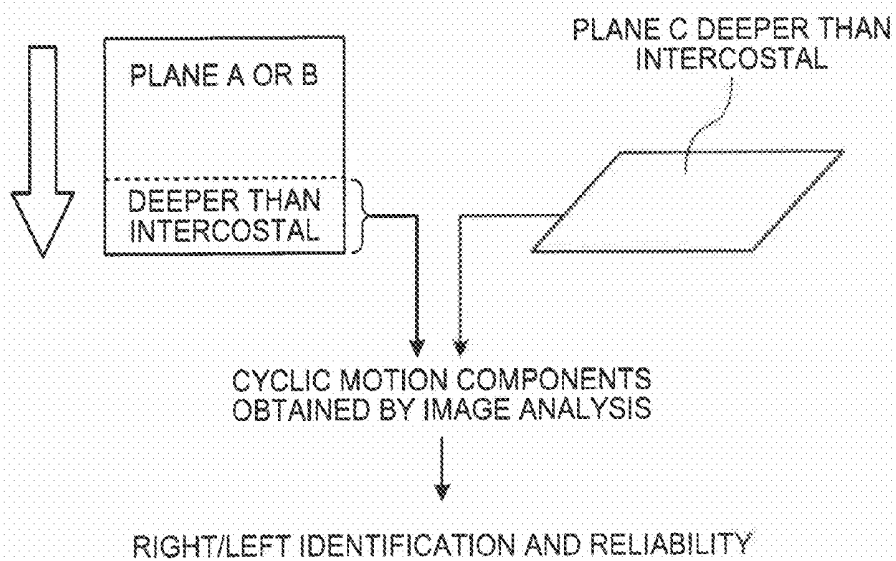 PLANE A OR B
DEEPER THAN
INTERCOSTAL
PLANE C DEEPER THAN
INTERCOSTAL
CYCLIC MOTION COMPONENTS
OBTAINED BY IMAGE ANALYSIS
RIGHT/LEFT IDENTIFICATION AND RELIABILITY